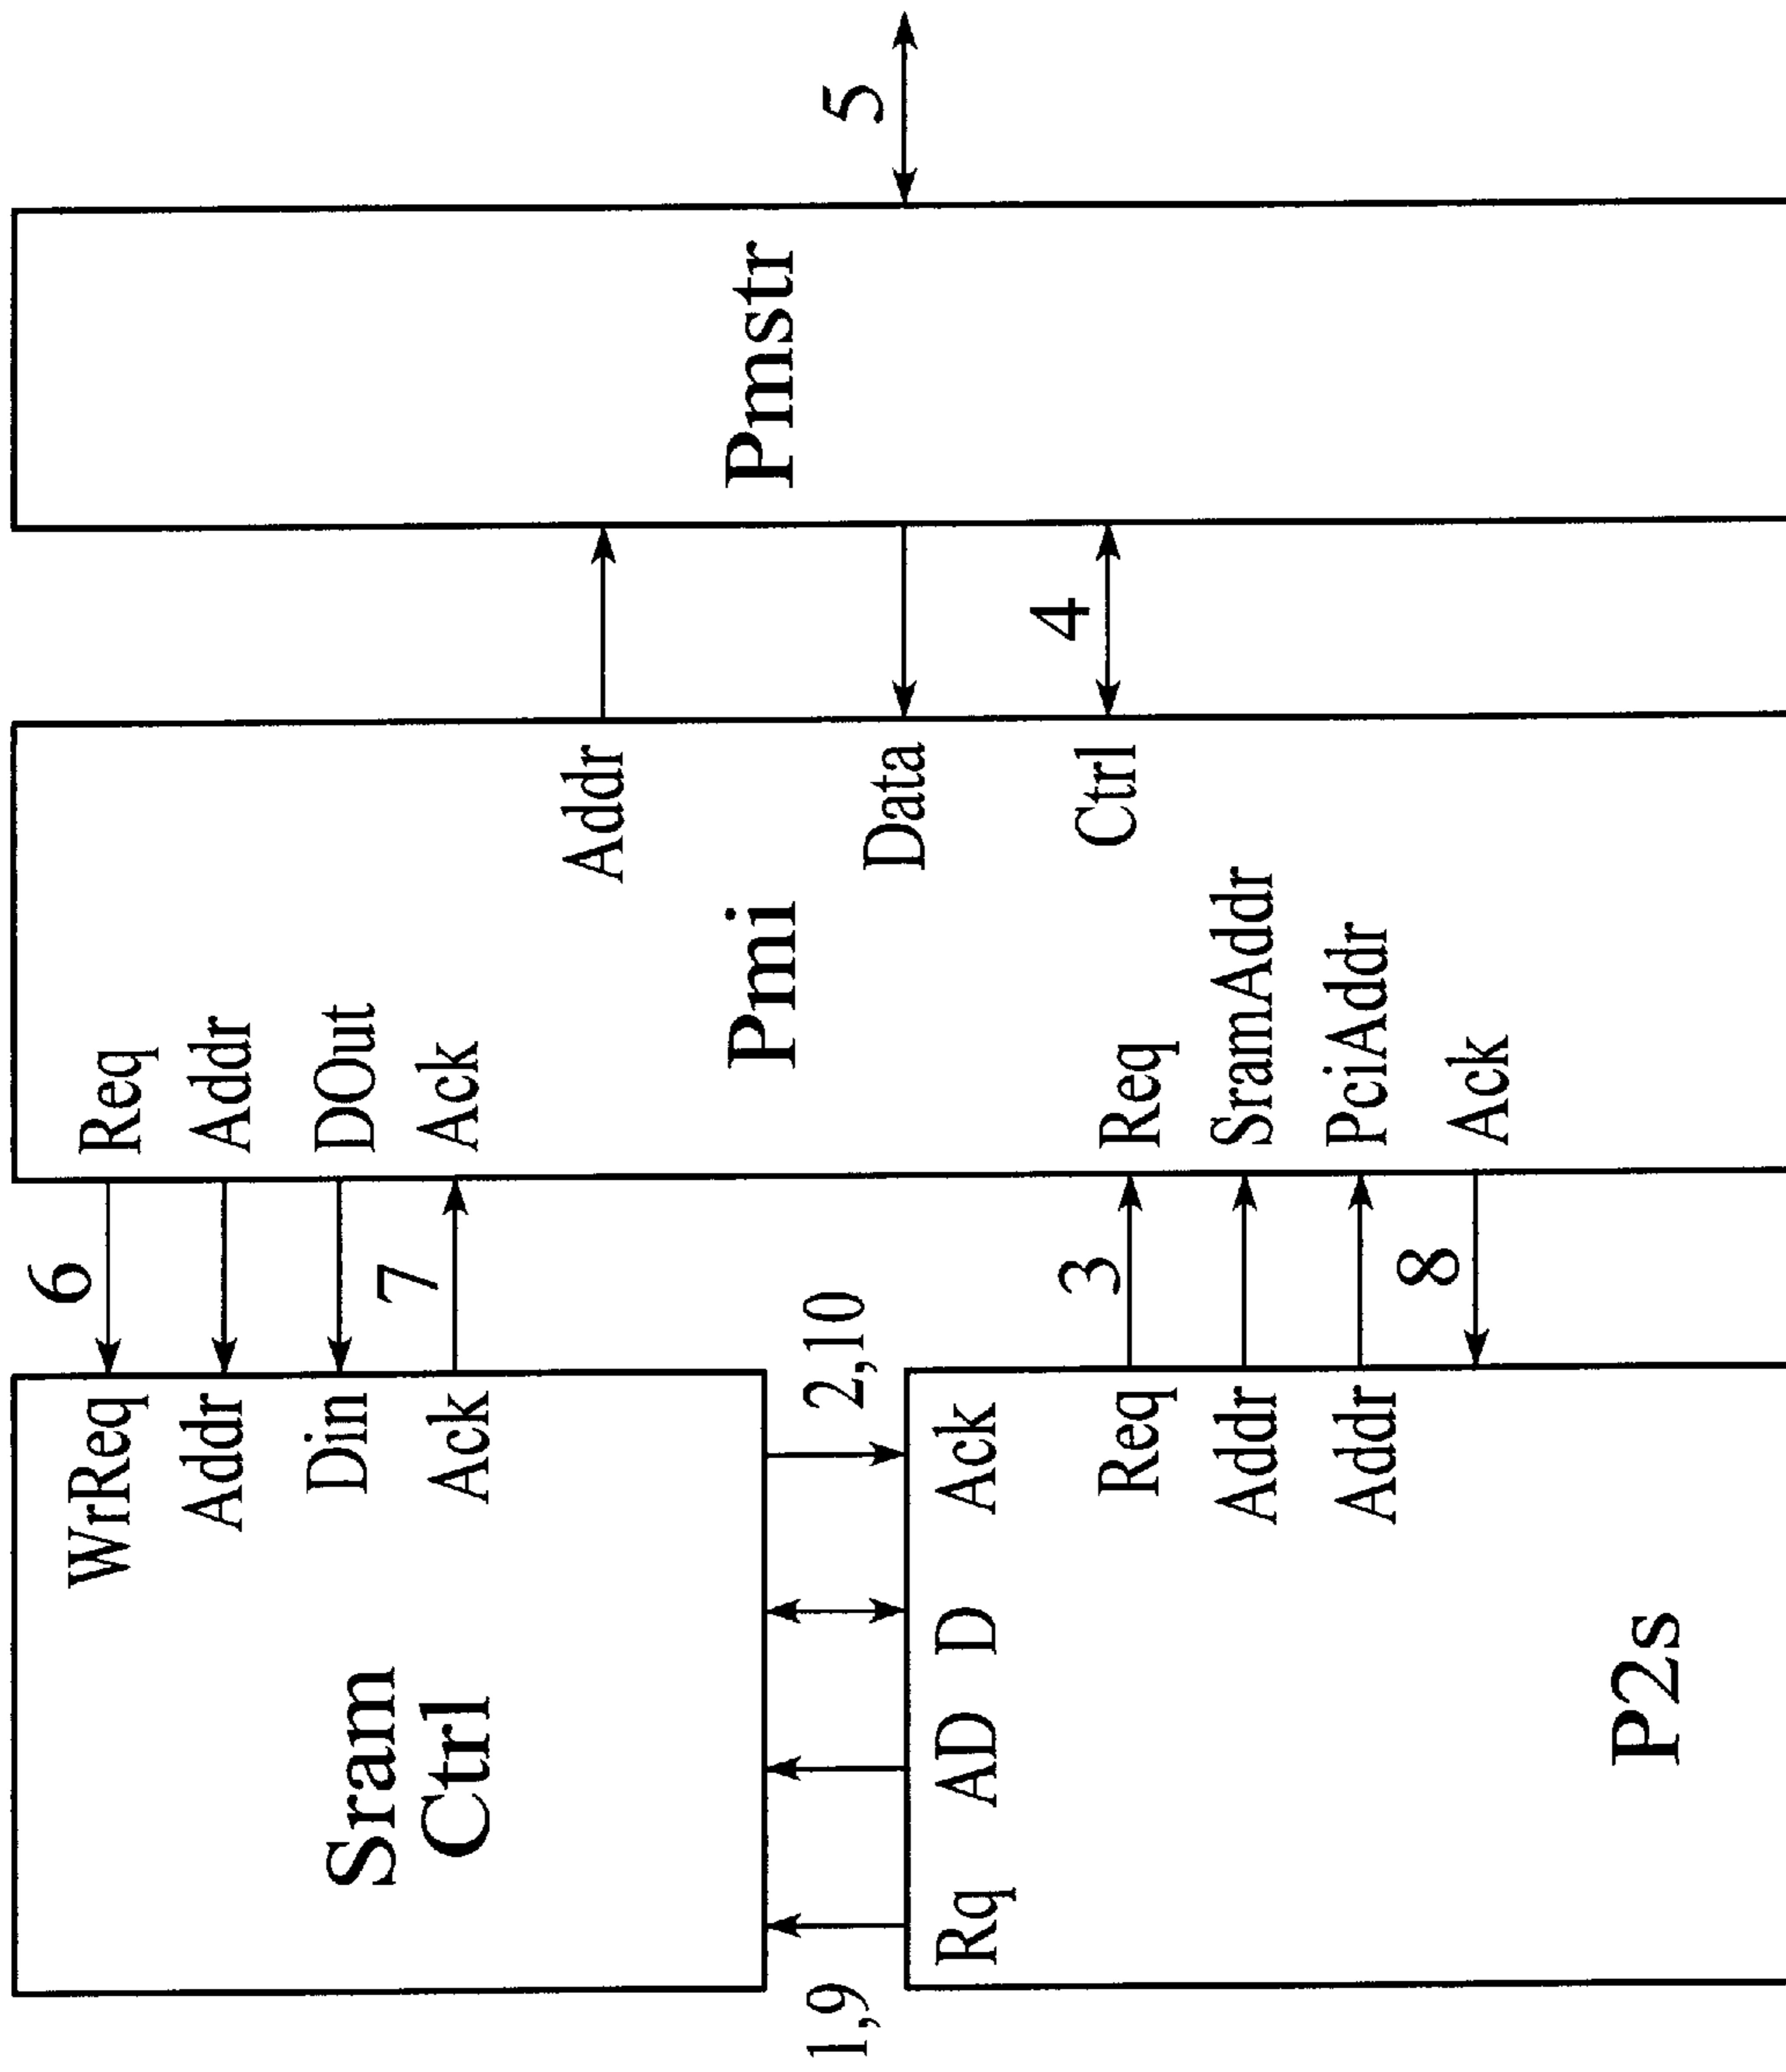 Sram
Ctrl
WrReq
Addr
Din
Ack
6
7
Req
Addr
DOut
Ack
Pmi
Addr
Data
Ctrl
4
Pmstr
5
1,9
2,10
Rq
AD
D
Ack
Req
Addr
Addr
P2s
3
8
Req
SramAddr
PciAddr
Ack